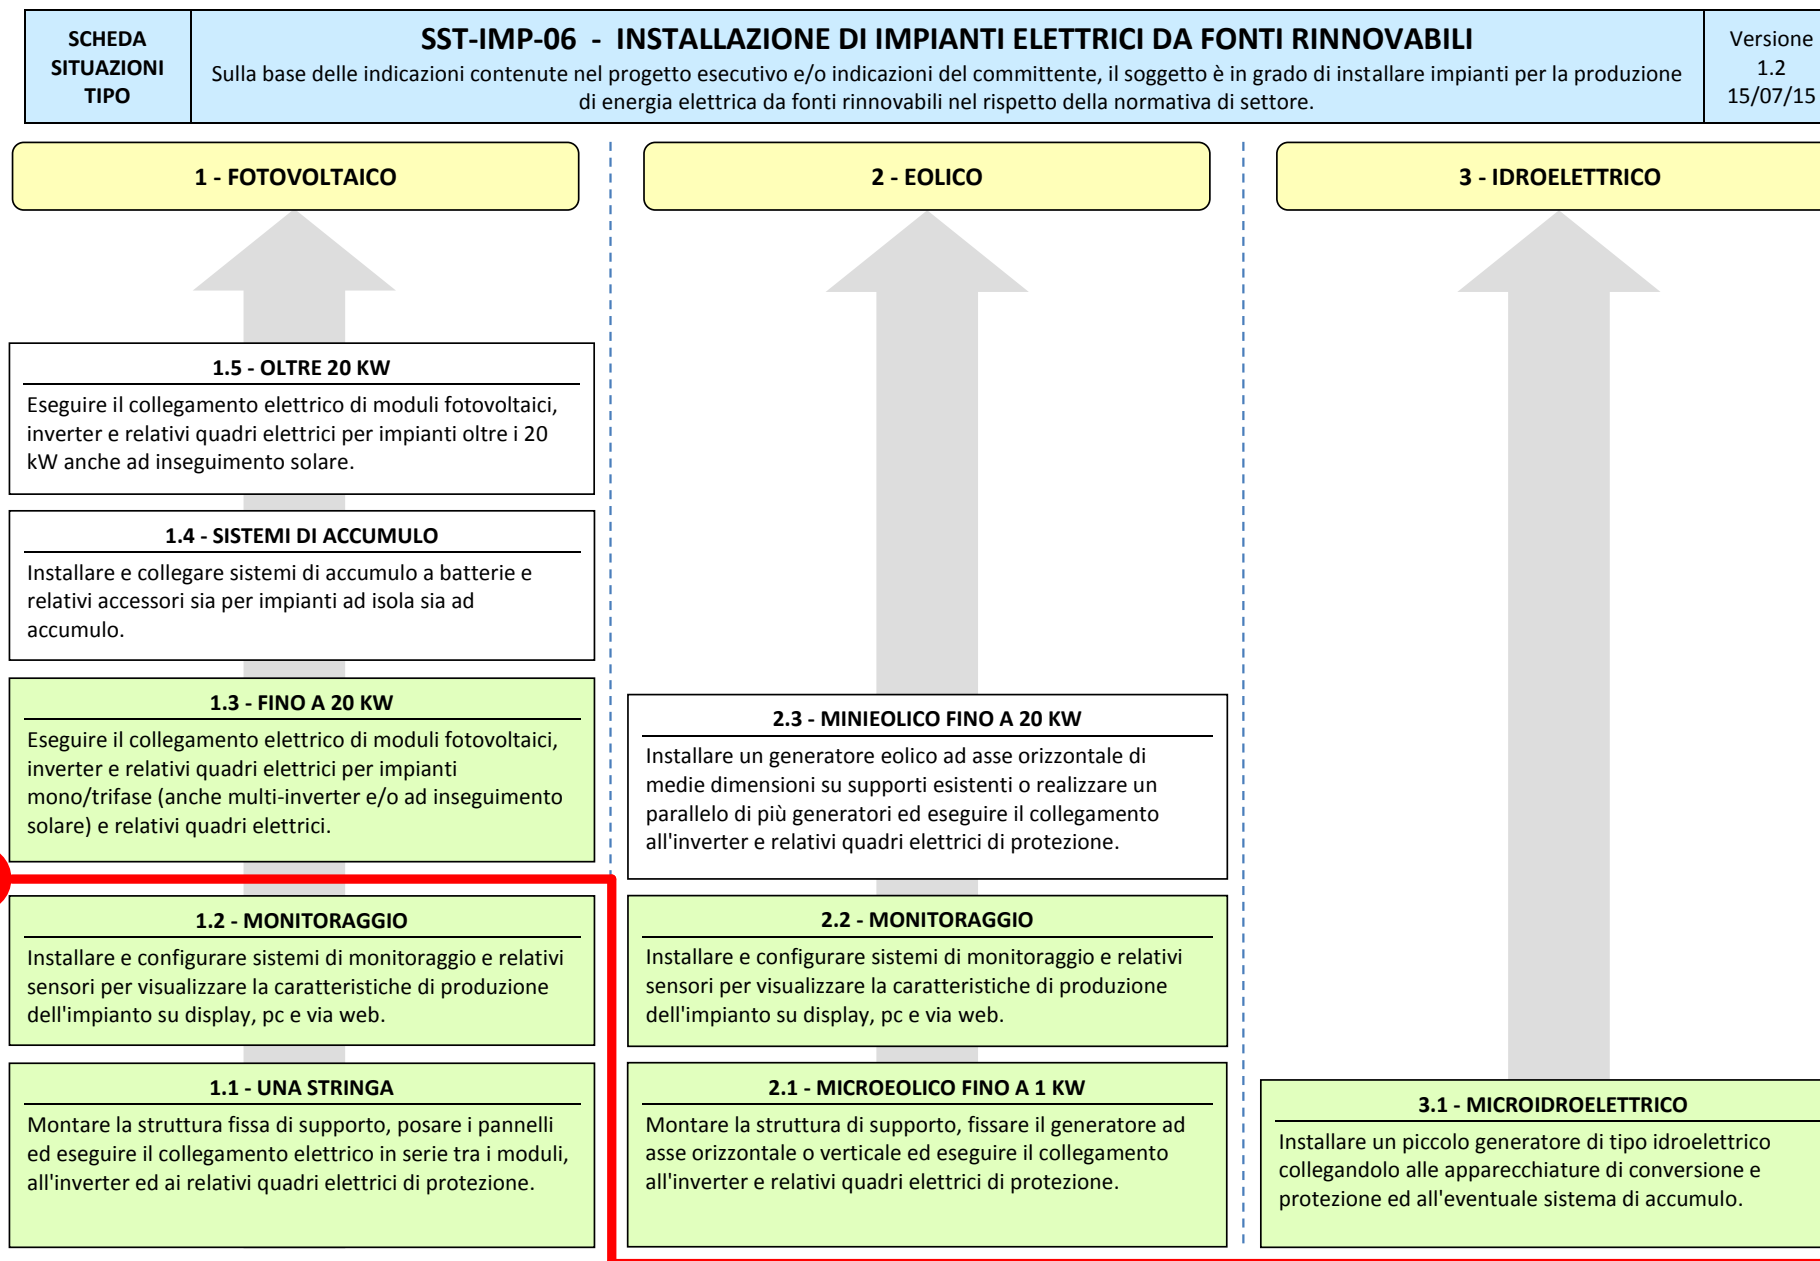 SCHEDA
SITUAZIONI
TIPO
SST-IMP-06 - INSTALLAZIONE DI IMPIANTI ELETTRICI DA FONTI RINNOVABILI
Sulla base delle indicazioni contenute nel progetto esecutivo e/o indicazioni del committente, il soggetto è in grado di installare impianti per la produzione
di energia elettrica da fonti rinnovabili nel rispetto della normativa di settore.
Versione
1.2
15/07/15
1 - FOTOVOLTAICO
1.5 - OLTRE 20 KW
Eseguire il collegamento elettrico di moduli fotovoltaici,
inverter e relativi quadri elettrici per impianti oltre i 20
kW anche ad inseguimento solare.
1.4 - SISTEMI DI ACCUMULO
Installare e collegare sistemi di accumulo a batterie e
relativi accessori sia per impianti ad isola sia ad
accumulo.
1.3 - FINO A 20 KW
Eseguire il collegamento elettrico di moduli fotovoltaici,
inverter e relativi quadri elettrici per impianti
mono/trifase (anche multi-inverter e/o ad inseguimento
solare) e relativi quadri elettrici.
1.2 - MONITORAGGIO
Installare e configurare sistemi di monitoraggio e relativi
sensori per visualizzare la caratteristiche di produzione
dell'impianto su display, pc e via web.
1.1 - UNA STRINGA
Montare la struttura fissa di supporto, posare i pannelli
ed eseguire il collegamento elettrico in serie tra i moduli,
all'inverter ed ai relativi quadri elettrici di protezione.
2 - EOLICO
2.3 - MINIEOLICO FINO A 20 KW
Installare un generatore eolico ad asse orizzontale di
medie dimensioni su supporti esistenti o realizzare un
parallelo di più generatori ed eseguire il collegamento
all'inverter e relativi quadri elettrici di protezione.
2.2 - MONITORAGGIO
Installare e configurare sistemi di monitoraggio e relativi
sensori per visualizzare la caratteristiche di produzione
dell'impianto su display, pc e via web.
2.1 - MICROEOLICO FINO A 1 KW
Montare la struttura di supporto, fissare il generatore ad
asse orizzontale o verticale ed eseguire il collegamento
all'inverter e relativi quadri elettrici di protezione.
3 - IDROELETTRICO
3.1 - MICROIDROELETTRICO
Installare un piccolo generatore di tipo idroelettrico
collegandolo alle apparecchiature di conversione e
protezione ed all'eventuale sistema di accumulo.